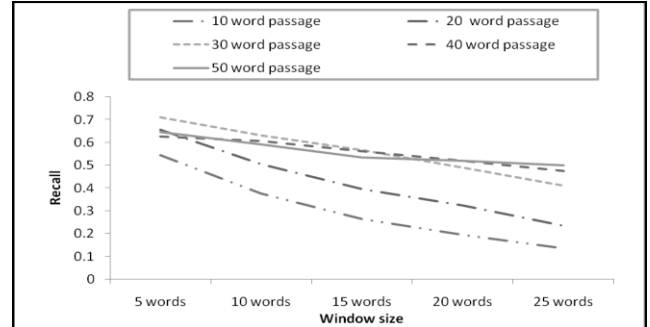 10 word passage 20 word passage
30 word passage 40 word passage
50 word passage
0.8
0.7
0.6
0.5
0.4
0.3
0.2
0.1
0
Recall
5 words 10 words 15 words 20 words 25 words
Window size